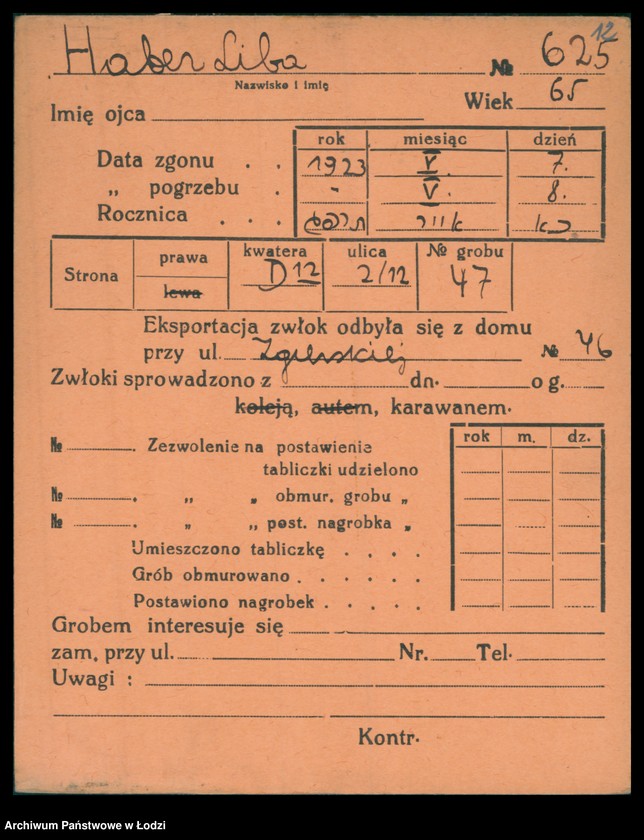 12
Haber Liba № 625
Nazwisko i imię
Wiek 65
Imię ojca
rok miesiąc dzień
Data zgonu . . 1923 V. 7.
„ pogrzebu . - V. 8.
Rocznica . . . אייר כא
Strona prawa lewa kwatera D 12 ulica 2/12 № grobu 47
Eksportacja zwłok odbyła się z domu
przy ul. Zgierskiej № 46
Zwłoki sprowadzono z dn. o g.
koleją, autem, karawanem.
rok m. dz.
№ . Zezwolenie na postawienie
tabliczki udzielono
№ . „ „ obmur. grobu „
№ . „ „ post. nagrobka „
Umieszczono tabliczkę . . . .
Grób obmurowano . . . . .
Postawiono nagrobek . . . .
Grobem interesuje się
zam. przy ul. Nr. Tel.
Uwagi :
Kontr.
Archiwum Państwowe w Łodzi